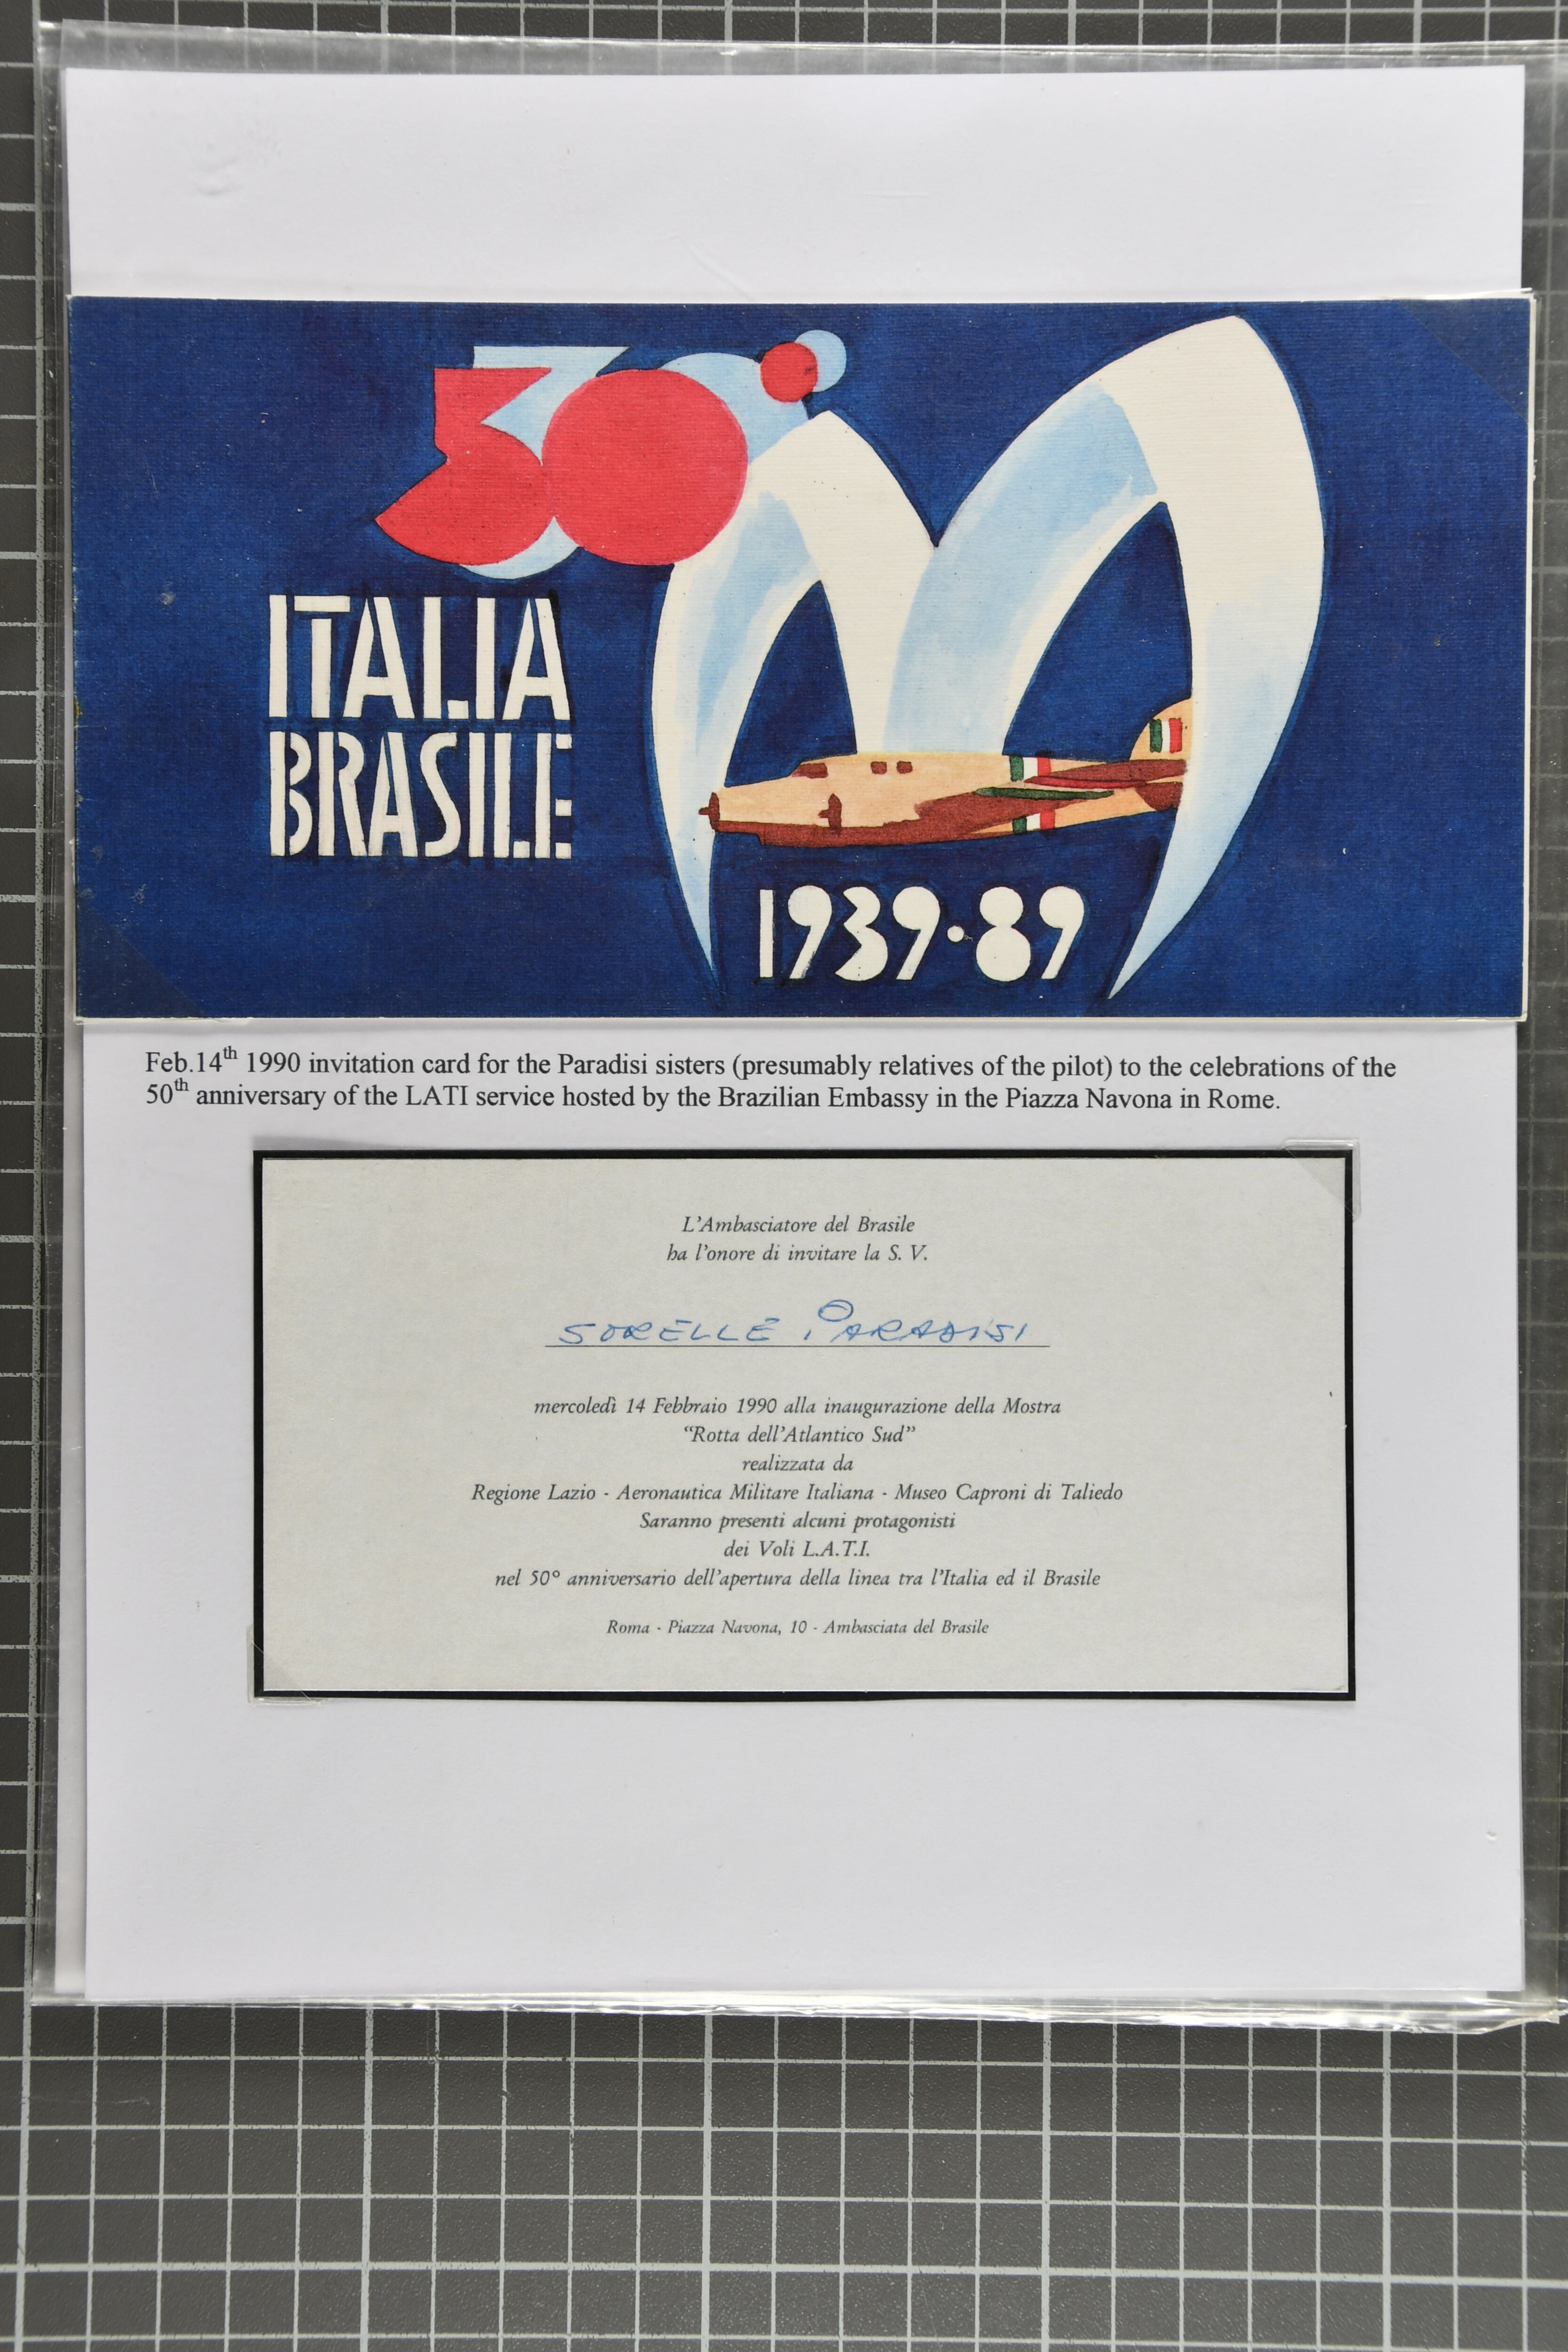 50°
ITALIA
BRASILE
1939·89
Feb.14th 1990 invitation card for the Paradisi sisters (presumably relatives of the pilot) to the celebrations of the
50th anniversary of the LATI service hosted by the Brazilian Embassy in the Piazza Navona in Rome.
L'Ambasciatore del Brasile
ha l'onore di invitare la S. V.
SORELLE PARADISI
mercoledì 14 Febbraio 1990 alla inaugurazione della Mostra
“Rotta dell'Atlantico Sud”
realizzata da
Regione Lazio - Aeronautica Militare Italiana - Museo Caproni di Taliedo
Saranno presenti alcuni protagonisti
dei Voli L.A.T.I.
nel 50° anniversario dell'apertura della linea tra l'Italia ed il Brasile
Roma - Piazza Navona, 10 - Ambasciata del Brasile